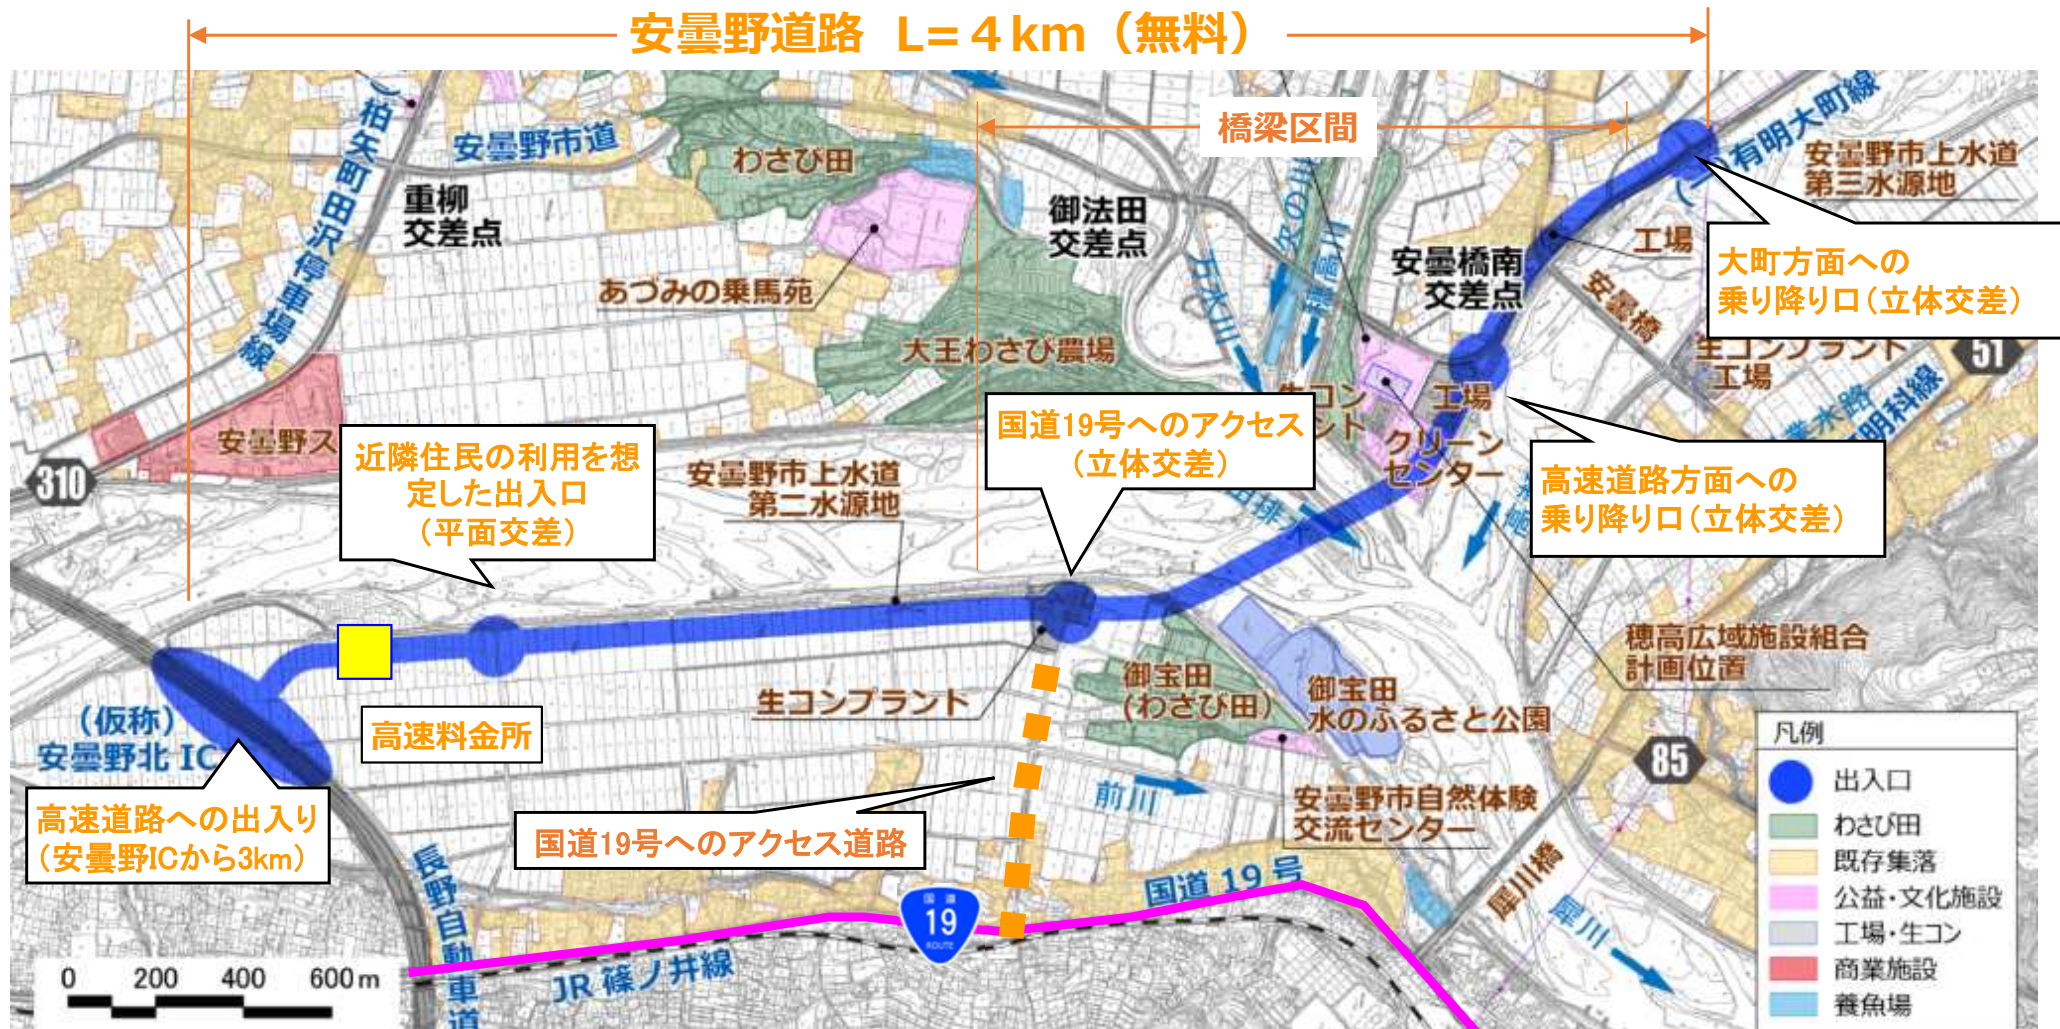 安曇野道路 L=4km（無料）
橋梁区間
柏矢町田沢停車場線
安曇野市道
重柳
交差点
わさび田
あづみの乗馬苑
大王わさび農場
御法田
交差点
万水川
穂高川
安曇橋南
交差点
工場
安曇橋
有明大町線
安曇野市上水道
第三水源地
大町方面への
乗り降り口（立体交差）
生コンプラント
工場
51
310
安曇野ス
近隣住民の利用を想
定した出入口
（平面交差）
安曇野市上水道
第二水源地
国道19号へのアクセス
（立体交差）
工場
クリーン
センター
高速道路方面への
乗り降り口（立体交差）
明科線
穂高広域施設組合
計画位置
生コンプラント
御宝田
（わさび田）
御宝田
水のふるさと公園
（仮称）
安曇野北 IC
高速料金所
高速道路への出入り
（安曇野ICから3km）
国道19号へのアクセス道路
前川
安曇野市自然体験
交流センター
85
犀川橋
犀川
長野自動車道
国道 19 号
国道
19
ROUTE
JR 篠ノ井線
0 200 400 600m
凡例
出入口
わさび田
既存集落
公益・文化施設
工場・生コン
商業施設
養魚場